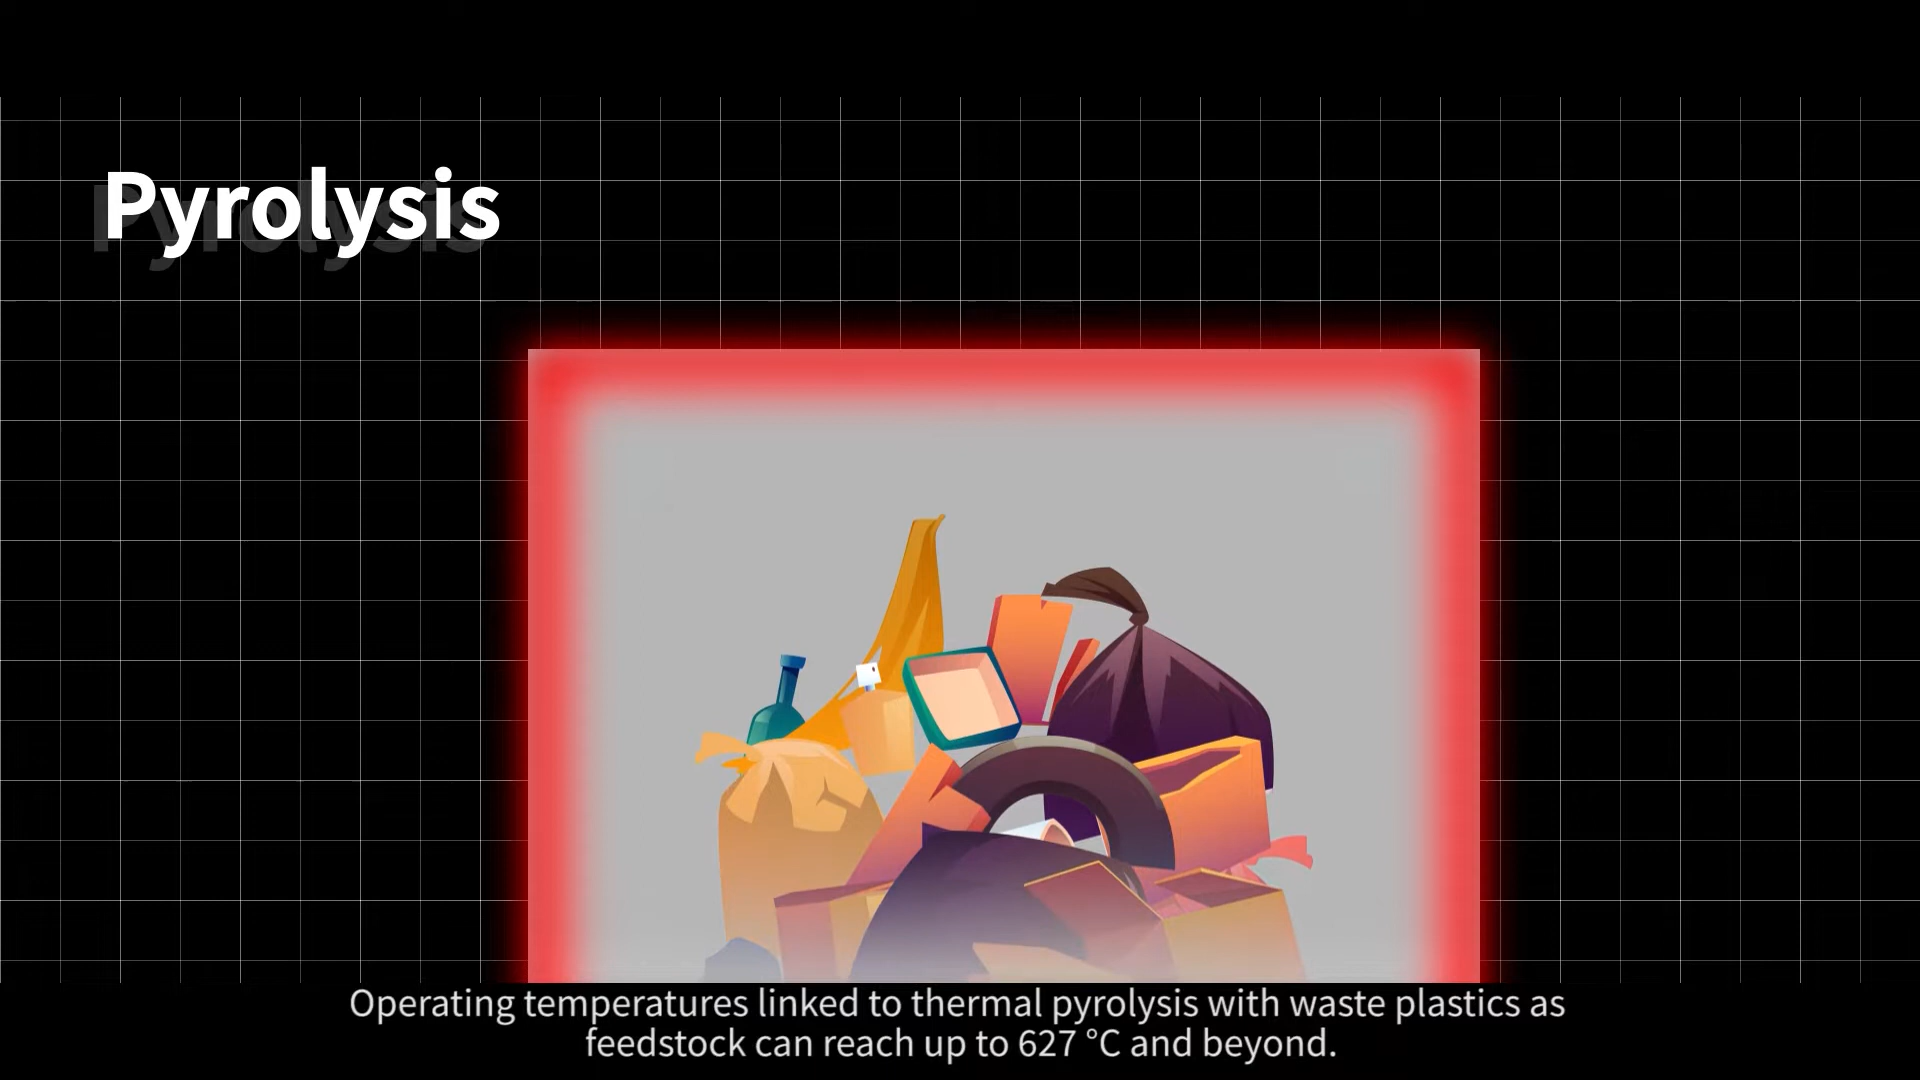 Pyrolysis
Operating temperatures linked to thermal pyrolysis with waste plastics as
feedstock can reach up to 627 °C and beyond.